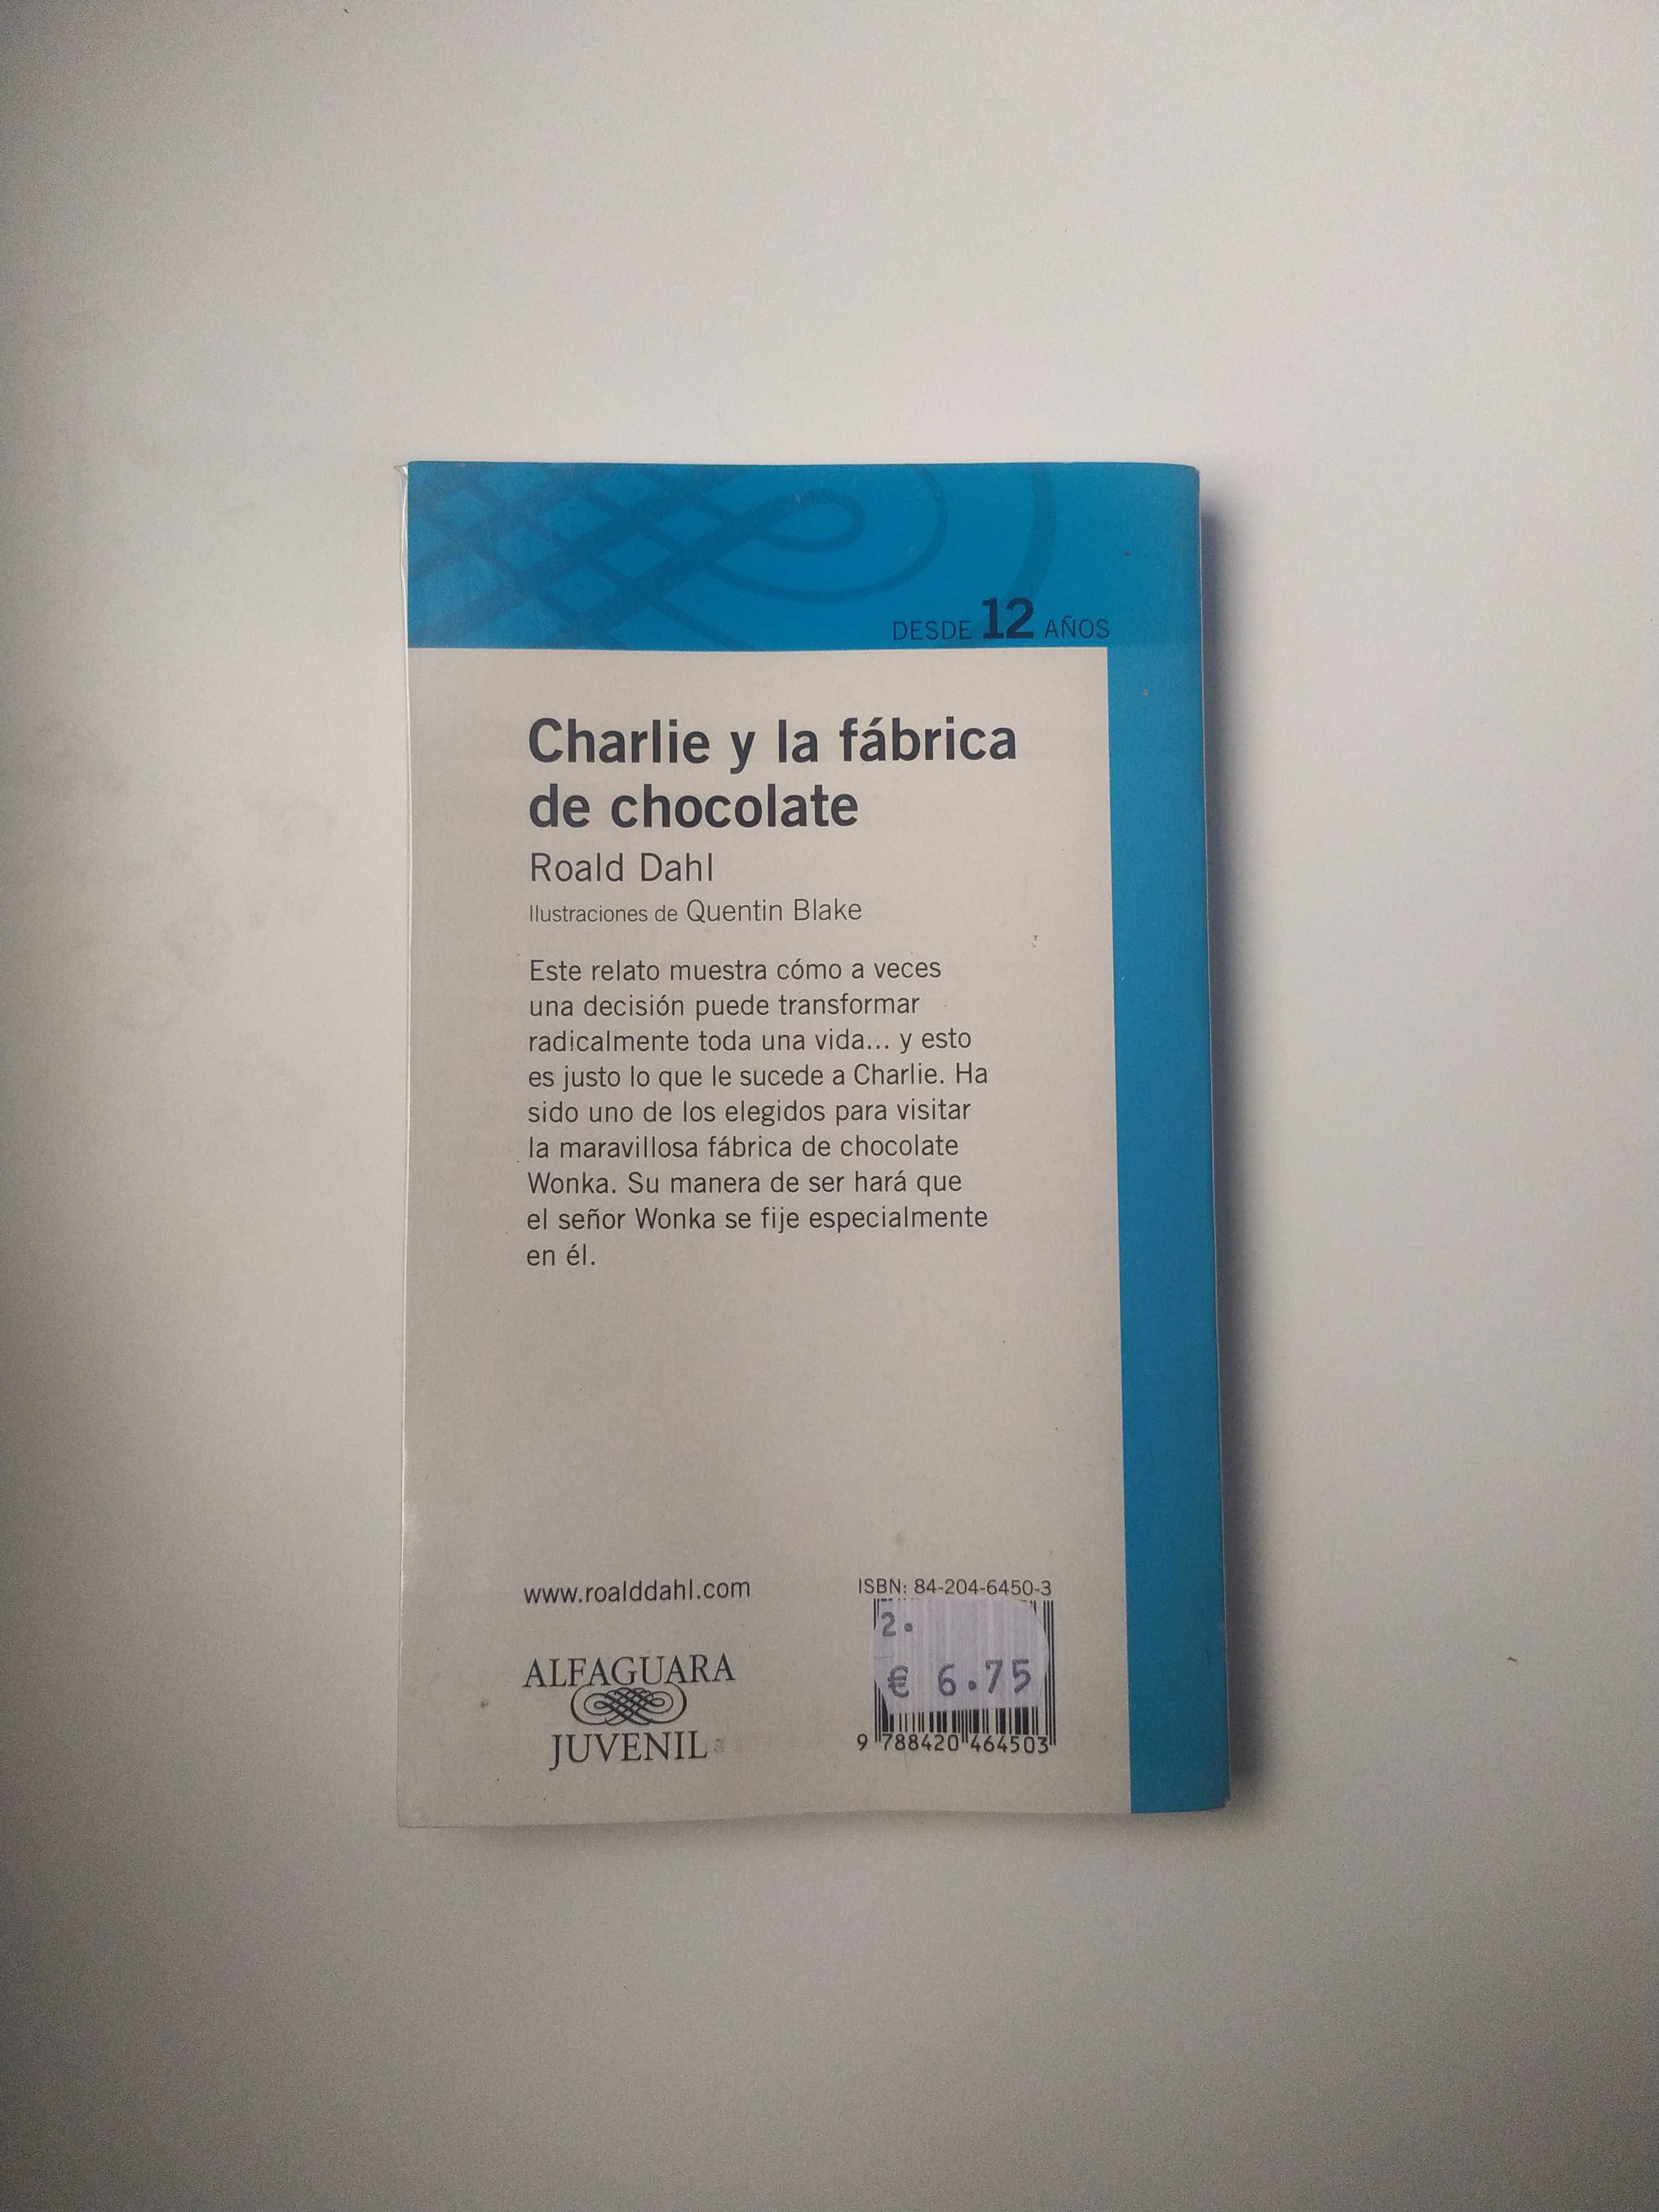 DESDE 12 AÑOS
Charlie y la fábrica
de chocolate
Roald Dahl
Ilustraciones de Quentin Blake
Este relato muestra cómo a veces
una decisión puede transformar
radicalmente toda una vida... y esto
es justo lo que le sucede a Charlie. Ha
sido uno de los elegidos para visitar
la maravillosa fábrica de chocolate
Wonka. Su manera de ser hará que
el señor Wonka se fije especialmente
en él.
www.roalddahl.com
ALFAGUARA
JUVENIL
ISBN: 84-204-6450-3
2.
€ 6.75
9 788420 464503